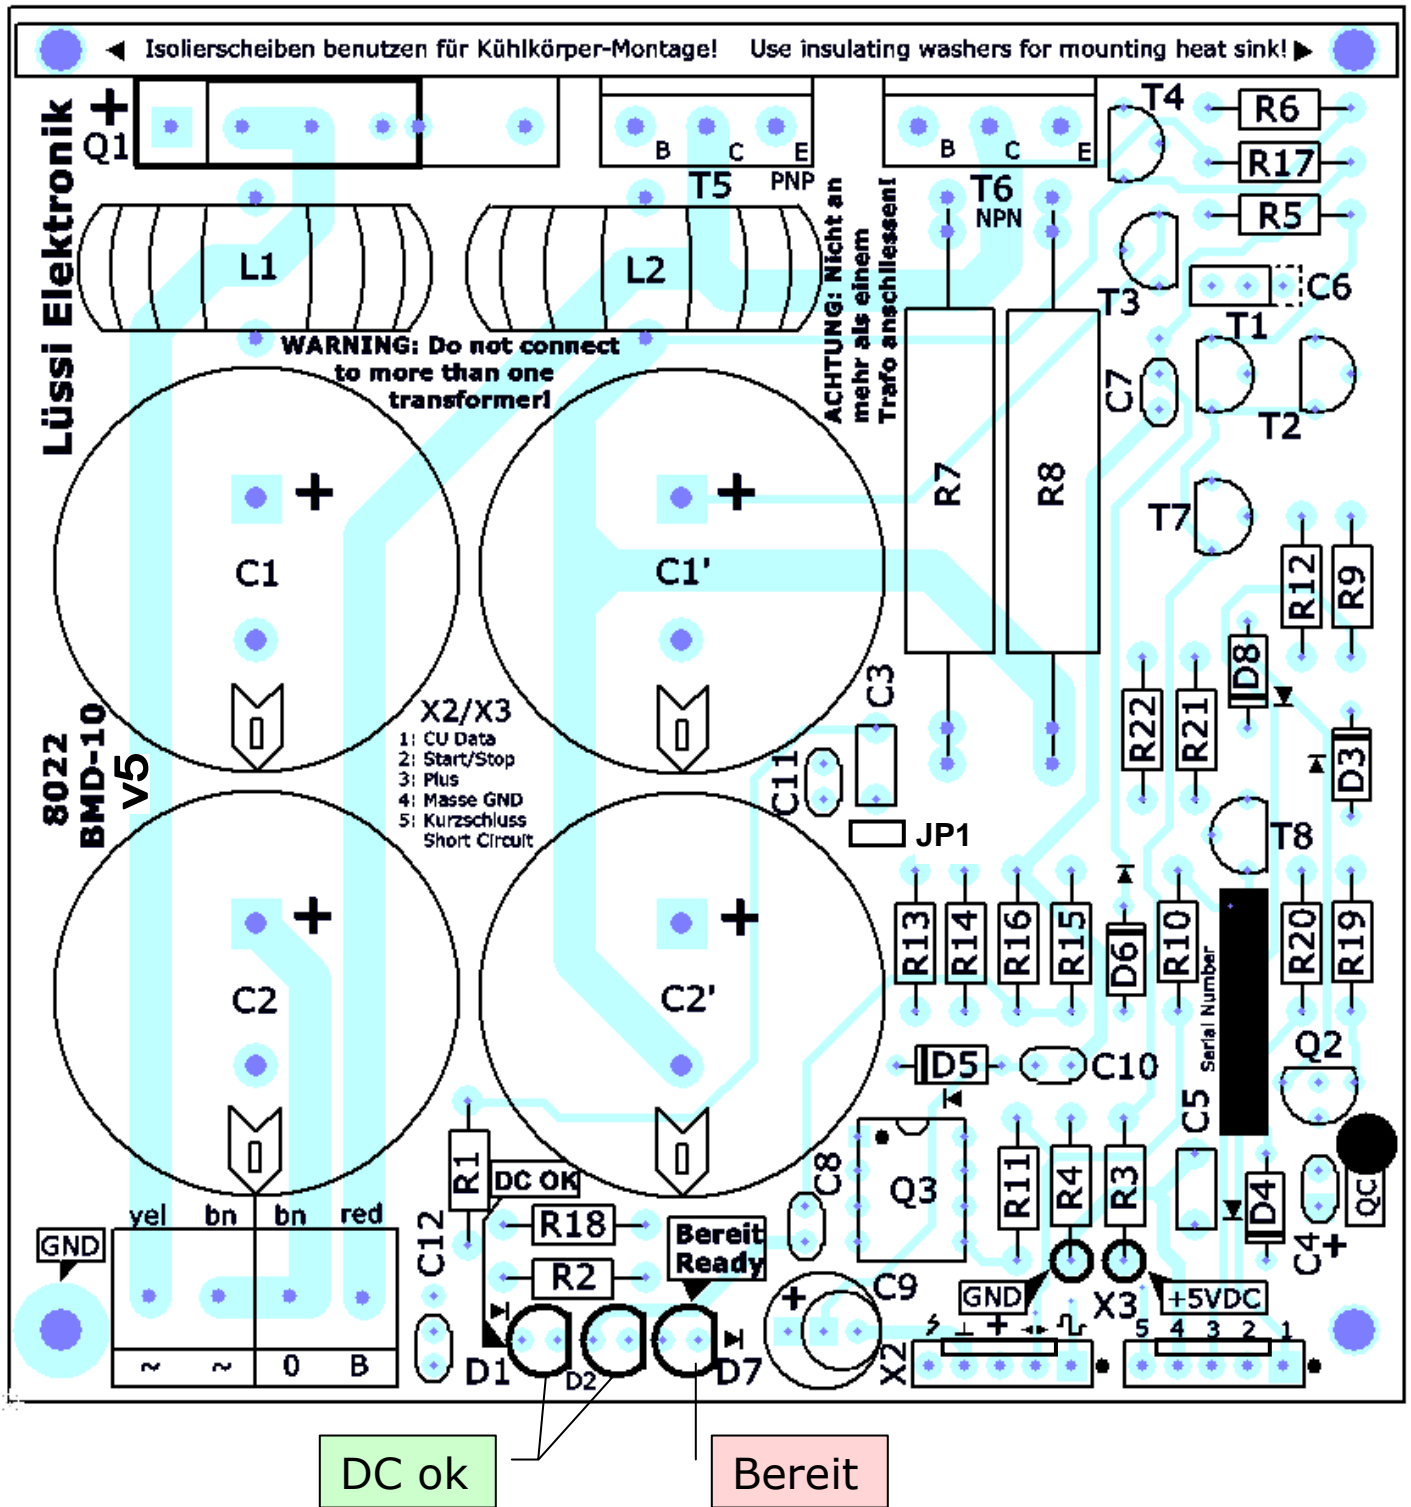 Isolierscheiben benutzen für Kühlkörper-Montage! Use insulating washers for mounting heat sink!
Lüssi Elektronik
+
Q1
B C E
T5 PNP
B C E
T6
NPN
T4
R6
R17
R5
T3
C6
L1
L2
WARNING: Do not connect
to more than one
transformer!
ACHTUNG: Nicht an
mehr als einem
Trafo anschliessen!
T1
T2
C7
R7
R8
+
C1
+
C1'
T7
R12
R9
D8
R22
R21
D3
C3
C11
JP1
T8
8022
BMD-10
v5
X2/X3
1: CU Data
2: Start/Stop
3: Plus
4: Masse GND
5: Kurzschluss
Short Circuit
+
C2
+
C2'
R13
R14
R16
R15
D6
R10
Serial Number
R20
R19
D5
C10
Q2
C5
R1
DC OK
R18
R2
Bereit
Ready
C8
Q3
R11
R4
R3
D4
C4
+
QC
yel bn bn red
GND
~ ~ 0 B
C12
D1
D2
D7
+
C9
GND
X3
+5VDC
X2
⊥ +
5 4 3 2 1
DC ok
Bereit